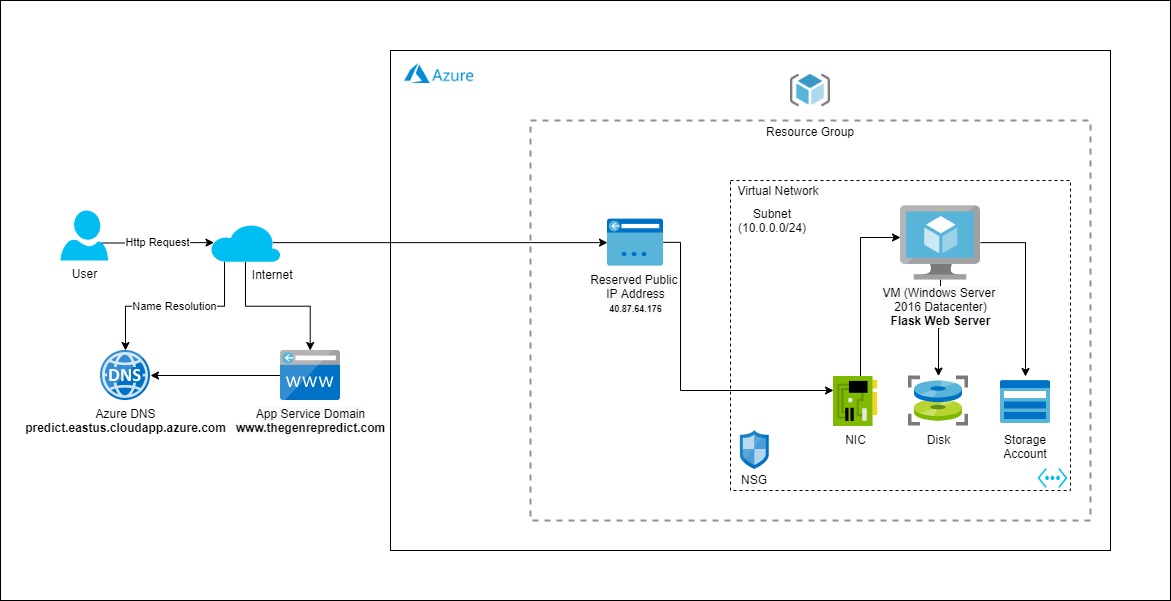 Azure
Resource Group
Virtual Network
Subnet
(10.0.0.0/24)
Http Request
User
Internet
Reserved Public
IP Address
40.87.64.176
VM (Windows Server
2016 Datacenter)
Flask Web Server
Name Resolution
DNS
www
Azure DNS
predict.eastus.cloudapp.azure.com
App Service Domain
www.thegenrepredict.com
NIC
Disk
Storage
Account
NSG